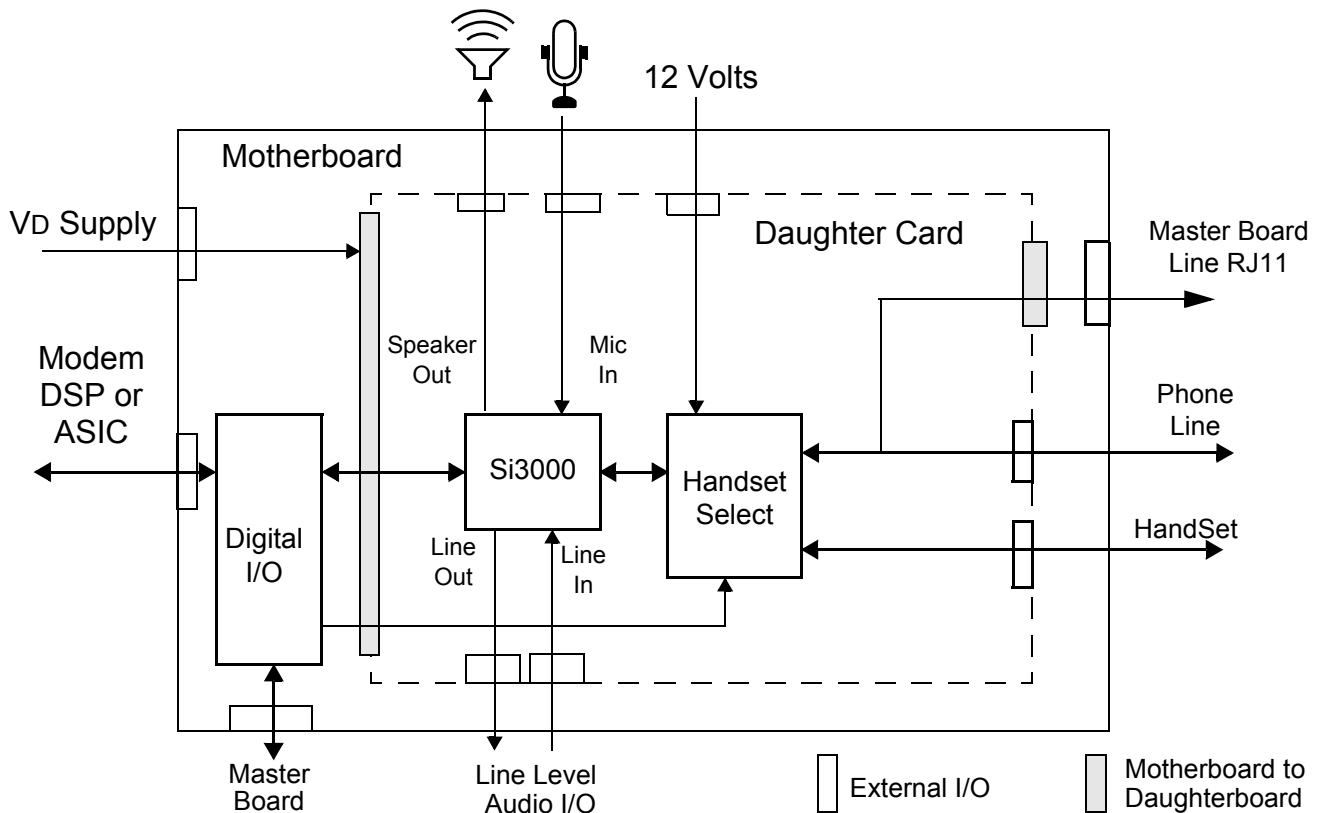 12 Volts
Motherboard
VD Supply
Daughter Card
Master Board
Line RJ11
Speaker
Out
Mic
In
Modem
DSP or
ASIC
Phone
Line
Si3000
Handset
Select
Digital
I/O
Line
Out
Line
In
HandSet
Master
Board
Line Level
Audio I/O
External I/O
Motherboard to
Daughterboard